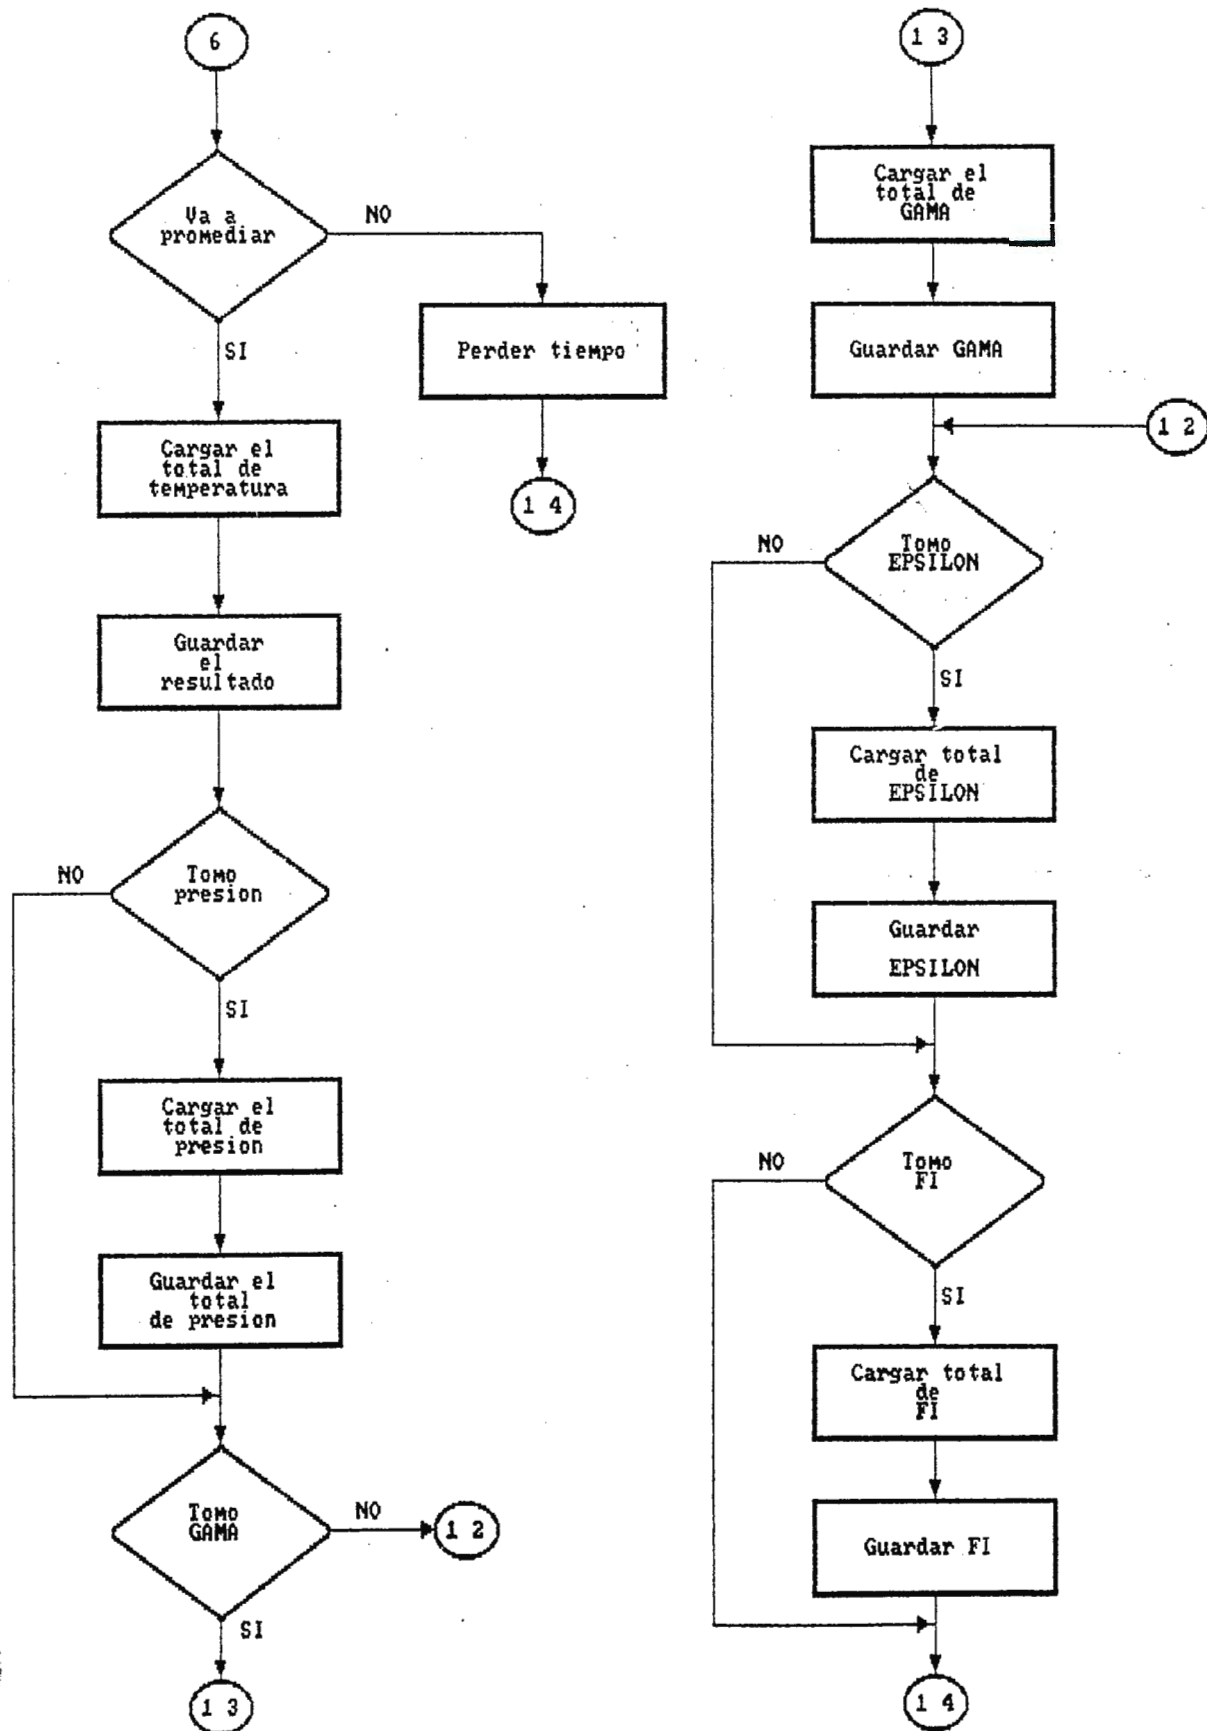 6
Va a
promediar
NO
SI
Perder tiempo
1 4
Cargar el
total de
temperatura
Guardar
el
resultado
Tomo
presion
NO
SI
Cargar el
total de
presion
Guardar el
total
de presion
Tomo
GAMA
NO
1 2
SI
1 3
1 3
Cargar el
total de
GAMA
Guardar GAMA
1 2
Tomo
EPSILON
NO
SI
Cargar total
de
EPSILON
Guardar
EPSILON
Tomo
FI
NO
SI
Cargar total
de
FI
Guardar FI
1 4